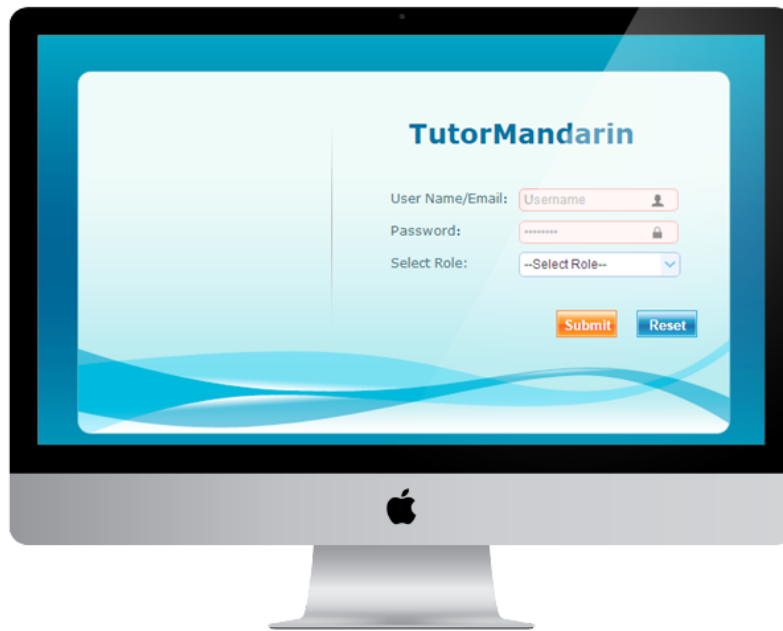 TutorMandarin
User Name/Email: Username
Password: ········
Select Role: --Select Role--
Submit Reset